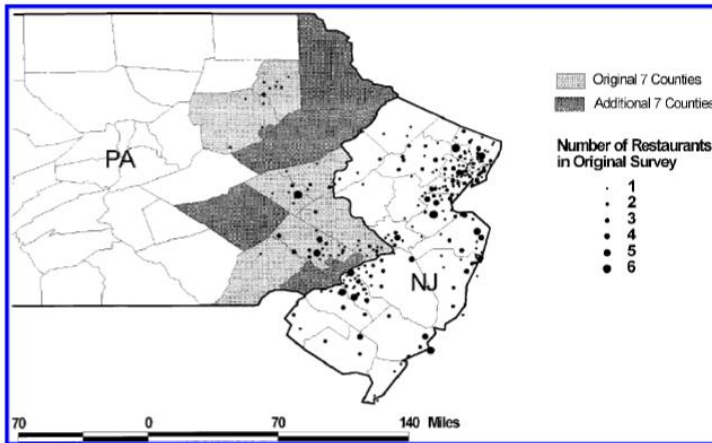 PA
NJ
Original 7 Counties
Additional 7 Counties
Number of Restaurants
in Original Survey
1
2
3
4
5
6
70 0 70 140 Miles